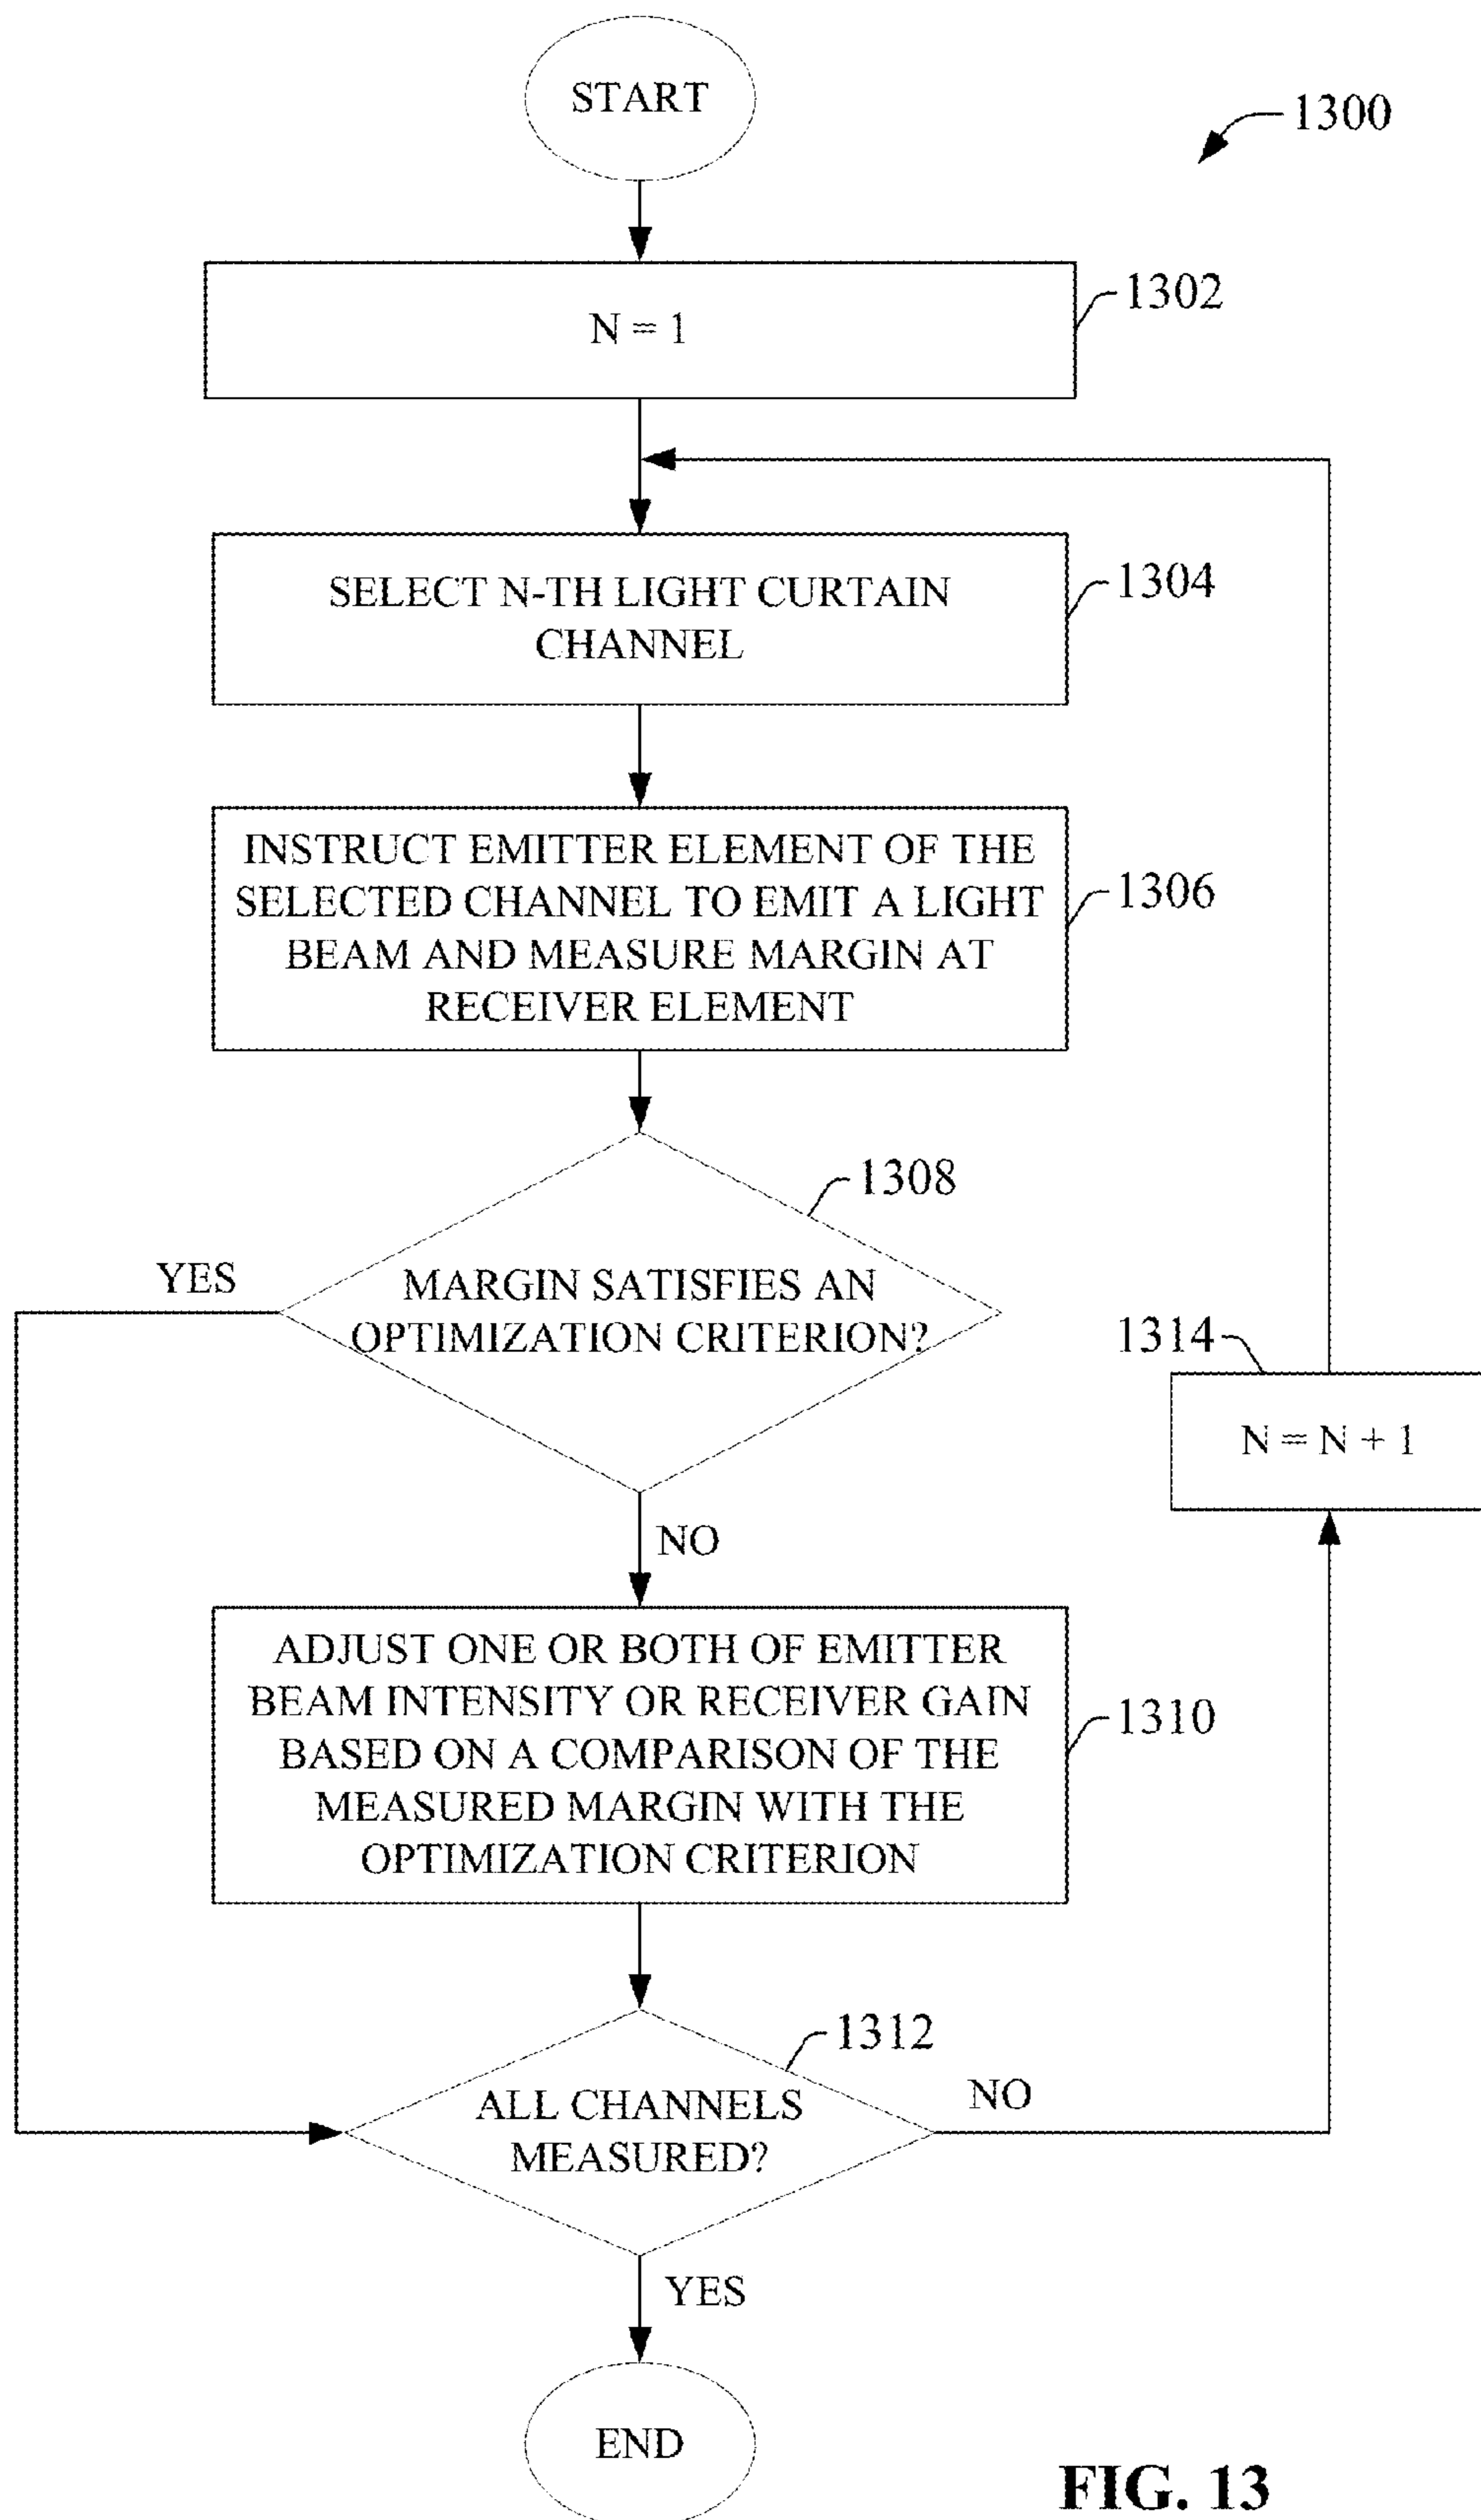 START
1300
N = 1
1302
SELECT N-TH LIGHT CURTAIN
CHANNEL
1304
INSTRUCT EMITTER ELEMENT OF THE
SELECTED CHANNEL TO EMIT A LIGHT
BEAM AND MEASURE MARGIN AT
RECEIVER ELEMENT
1306
1308
YES
MARGIN SATISFIES AN
OPTIMIZATION CRITERION?
1314
N = N + 1
NO
ADJUST ONE OR BOTH OF EMITTER
BEAM INTENSITY OR RECEIVER GAIN
BASED ON A COMPARISON OF THE
MEASURED MARGIN WITH THE
OPTIMIZATION CRITERION
1310
1312
ALL CHANNELS
MEASURED?
NO
YES
END
FIG. 13